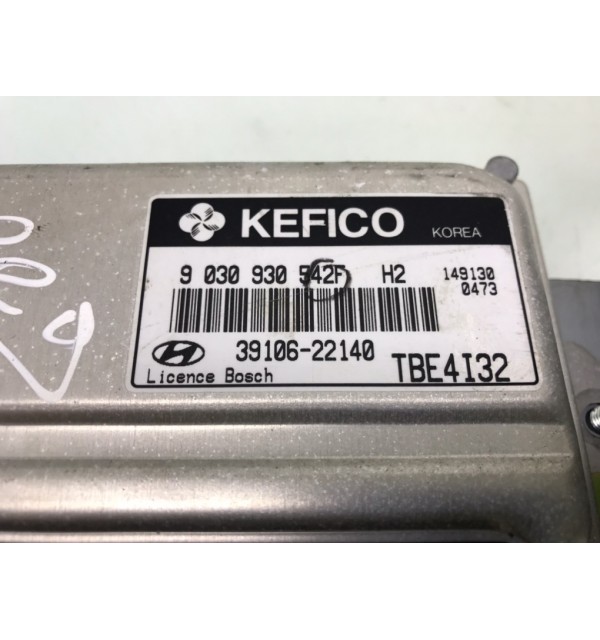 KEFICO KOREA
9 030 930 542F H2 149130
0473
39106-22140
Licence Bosch TBE4I32